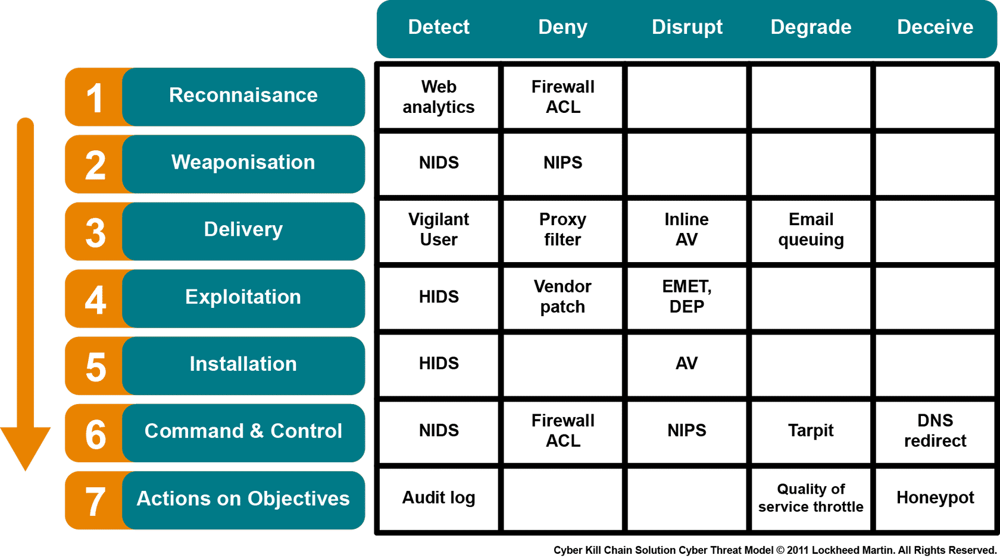 Detect Deny Disrupt Degrade Deceive
1 Reconnaisance
Web
analytics
Firewall
ACL
2 Weaponisation
NIDS
NIPS
3 Delivery
Vigilant
User
Proxy
filter
Inline
AV
Email
queuing
4 Exploitation
HIDS
Vendor
patch
EMET,
DEP
5 Installation
HIDS
AV
6 Command & Control
NIDS
Firewall
ACL
NIPS
Tarpit
DNS
redirect
7 Actions on Objectives
Audit log
Quality of
service throttle
Honeypot
Cyber Kill Chain Solution Cyber Threat Model © 2011 Lockheed Martin. All Rights Reserved.